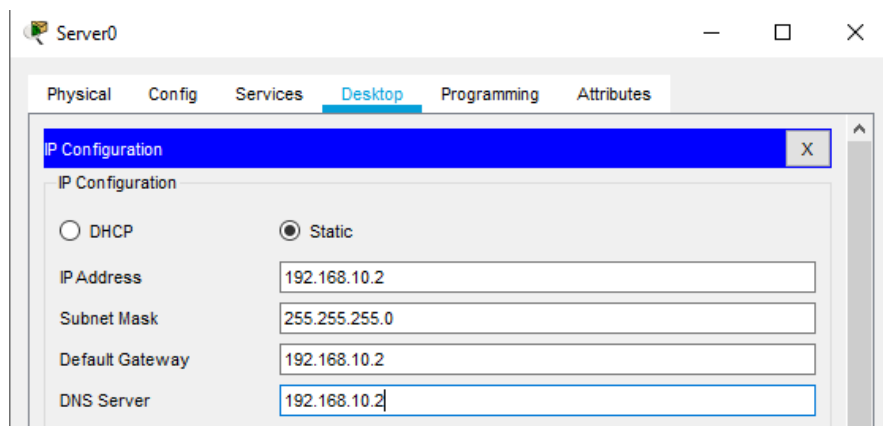 Server0
Physical Config Services Desktop Programming Attributes
IP Configuration X
IP Configuration
DHCP Static
IP Address 192.168.10.2
Subnet Mask 255.255.255.0
Default Gateway 192.168.10.2
DNS Server 192.168.10.2